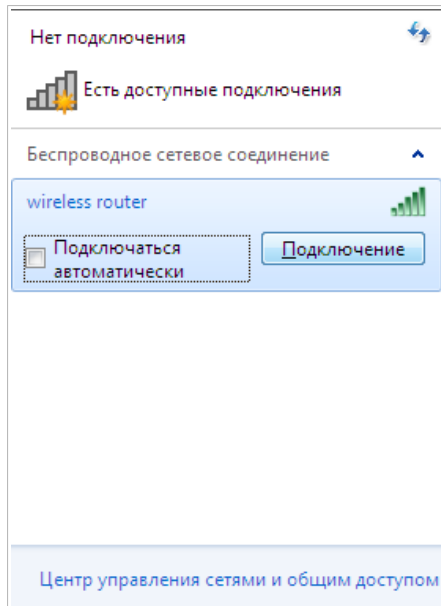 Нет подключения
Есть доступные подключения
Беспроводное сетевое соединение
wireless router
Подключаться
автоматически
Подключение
Центр управления сетями и общим доступом